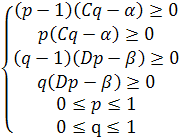 (p − 1)(Cq − α) ≥ 0
p(Cq − α) ≥ 0
(q − 1)(Dp − β) ≥ 0
q(Dp − β) ≥ 0
0 ≤ p ≤ 1
0 ≤ q ≤ 1